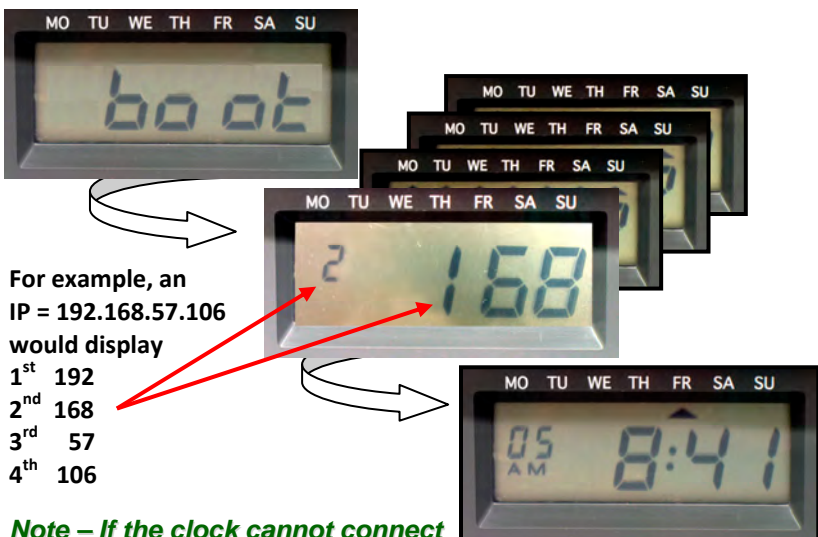 MO TU WE TH FR SA SU
boot
MO TU WE TH FR SA SU
MO TU WE TH FR SA SU
MO TU WE TH FR SA SU
MO TU WE TH FR SA SU
2 168
For example, an
IP = 192.168.57.106
would display
1st 192
2nd 168
3rd 57
4th 106
MO TU WE TH FR SA SU
05 8:41
AM
Note – If the clock cannot connect